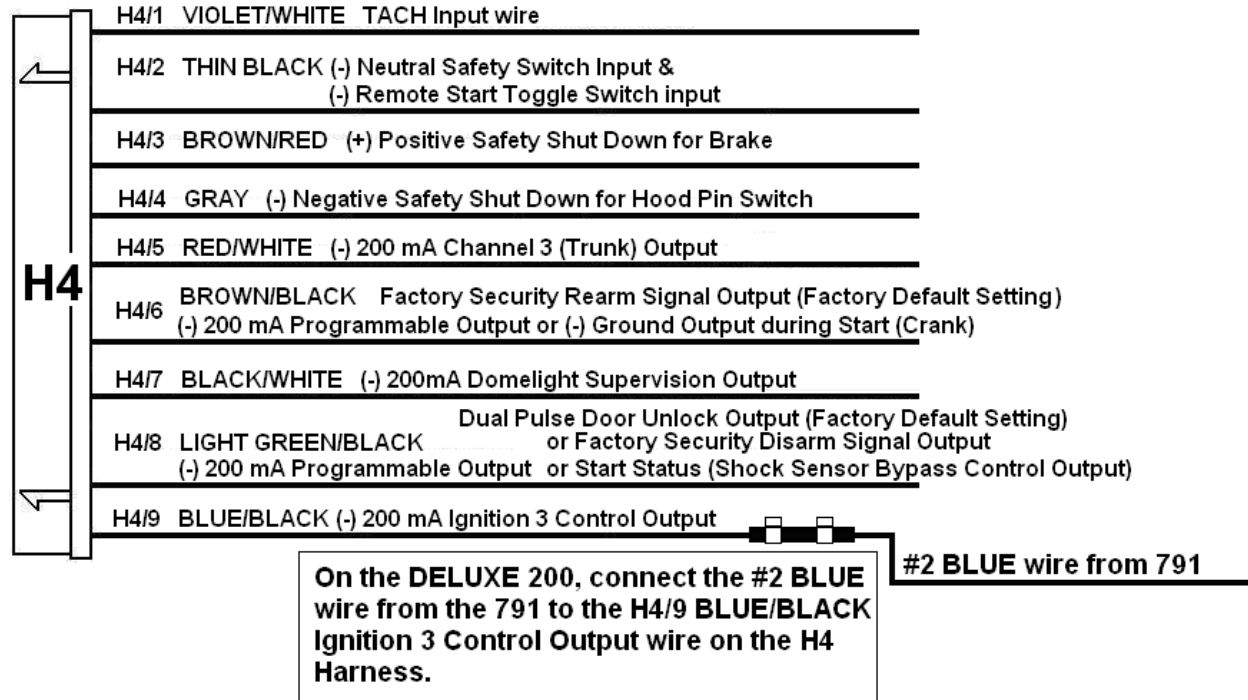 H4/1 VIOLET/WHITE TACH Input wire
H4/2 THIN BLACK (-) Neutral Safety Switch Input &
(-) Remote Start Toggle Switch input
H4/3 BROWN/RED (+) Positive Safety Shut Down for Brake
H4/4 GRAY (-) Negative Safety Shut Down for Hood Pin Switch
H4/5 RED/WHITE (-) 200 mA Channel 3 (Trunk) Output
H4
H4/6 BROWN/BLACK Factory Security Rearm Signal Output (Factory Default Setting)
(-) 200 mA Programmable Output or (-) Ground Output during Start (Crank)
H4/7 BLACK/WHITE (-) 200mA Domelight Supervision Output
Dual Pulse Door Unlock Output (Factory Default Setting)
H4/8 LIGHT GREEN/BLACK or Factory Security Disarm Signal Output
(-) 200 mA Programmable Output or Start Status (Shock Sensor Bypass Control Output)
H4/9 BLUE/BLACK (-) 200 mA Ignition 3 Control Output
#2 BLUE wire from 791
On the DELUXE 200, connect the #2 BLUE
wire from the 791 to the H4/9 BLUE/BLACK
Ignition 3 Control Output wire on the H4
Harness.